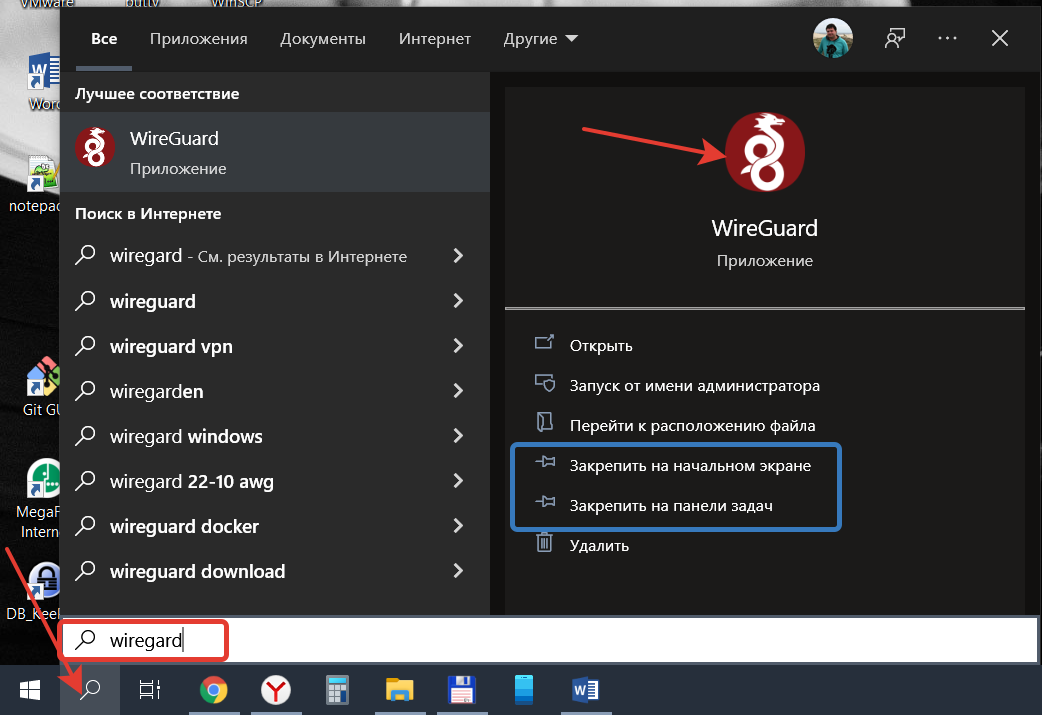 VMware
putty
WinSCP
Все
Приложения
Документы
Интернет
Другие
Лучшее соответствие
WireGuard
Приложение
Поиск в Интернете
wiregard - См. результаты в Интернете
wireguard
wireguard vpn
wiregarden
wiregard windows
wiregard 22-10 awg
wireguard docker
wireguard download
WireGuard
Приложение
Открыть
Запуск от имени администратора
Перейти к расположению файла
Закрепить на начальном экране
Закрепить на панели задач
Удалить
Word
notepad
Git GU
MegaF
Intern
DB_KeeP
wiregard